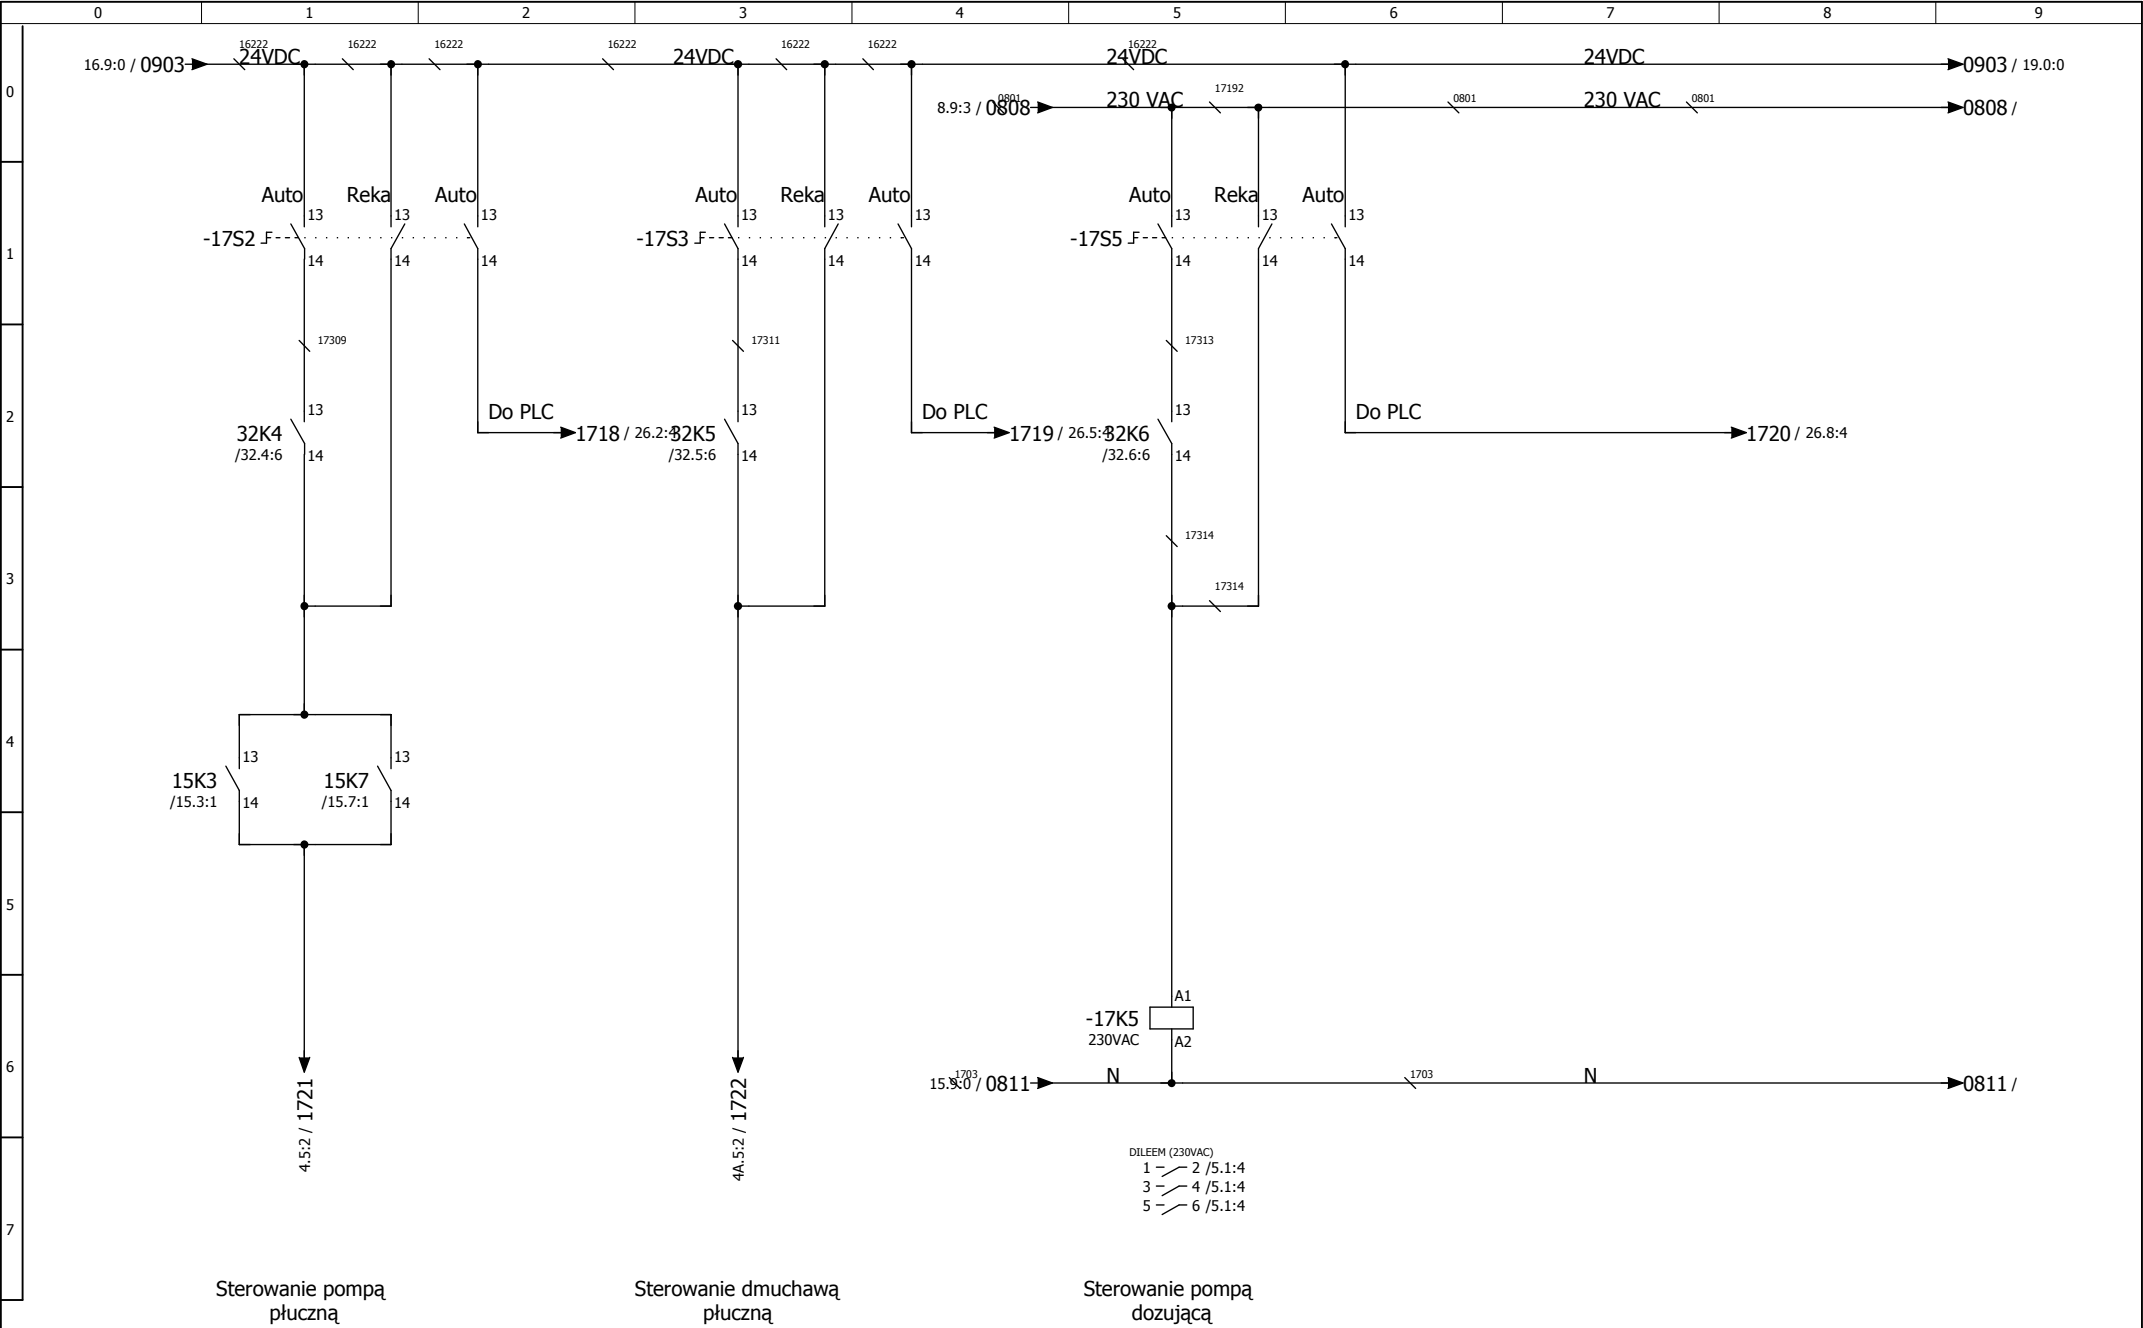 0 1 2 3 4 5 6 7 8 9
16222 16222 16222 16222 16222 16222 16222
16.9:0 / 0903 24VDC 24VDC 24VDC 24VDC 0903 / 19.0:0
0
17192
8.9:3 / 0808 0801 230 VAC 0801 230 VAC 0801 0808 /
Auto Reka Auto Auto Reka Auto Auto Reka Auto
13 13 13 13 13 13 13 13 13
-17S2 -17S3 -17S5
1
14 14 14 14 14 14 14 14 14
17309 17311 17313
2
13 Do PLC 13 Do PLC 13 Do PLC
32K4 1718 / 26.2:4 32K5 1719 / 26.5:4 32K6 1720 / 26.8:4
/32.4:6 14 /32.5:6 14 /32.6:6 14
17314
3
17314
4
13 13
15K3 15K7
/15.3:1 14 /15.7:1 14
5
A1
-17K5
230VAC A2
6
15.9:0 / 0811 1703 N 1703 N 0811 /
4.5:2 / 1721
4A.5:2 / 1722
DILEEM (230VAC)
1 2 /5.1:4
3 4 /5.1:4
5 6 /5.1:4
7
Sterowanie pompą
płuczną
Sterowanie dmuchawą
płuczną
Sterowanie pompą
dozującą